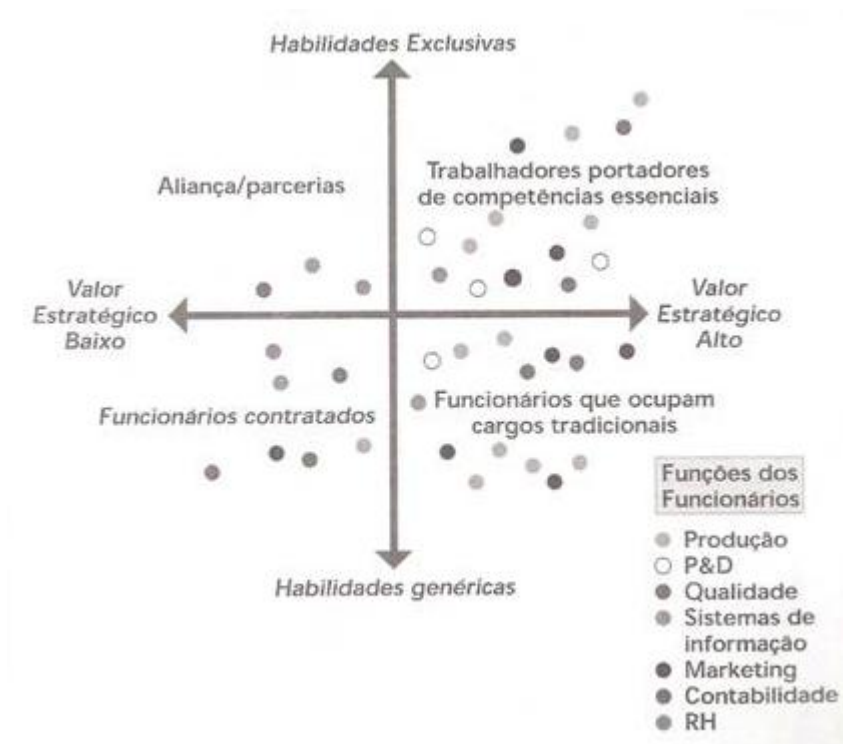 Habilidades Exclusivas
Aliança/parcerias
Trabalhadores portadores
de competências essenciais
Valor
Estratégico
Baixo
Valor
Estratégico
Alto
Funcionários contratados
Funcionários que ocupam
cargos tradicionais
Habilidades genéricas
Funções dos
Funcionários
Produção
P&D
Qualidade
Sistemas de
informação
Marketing
Contabilidade
RH